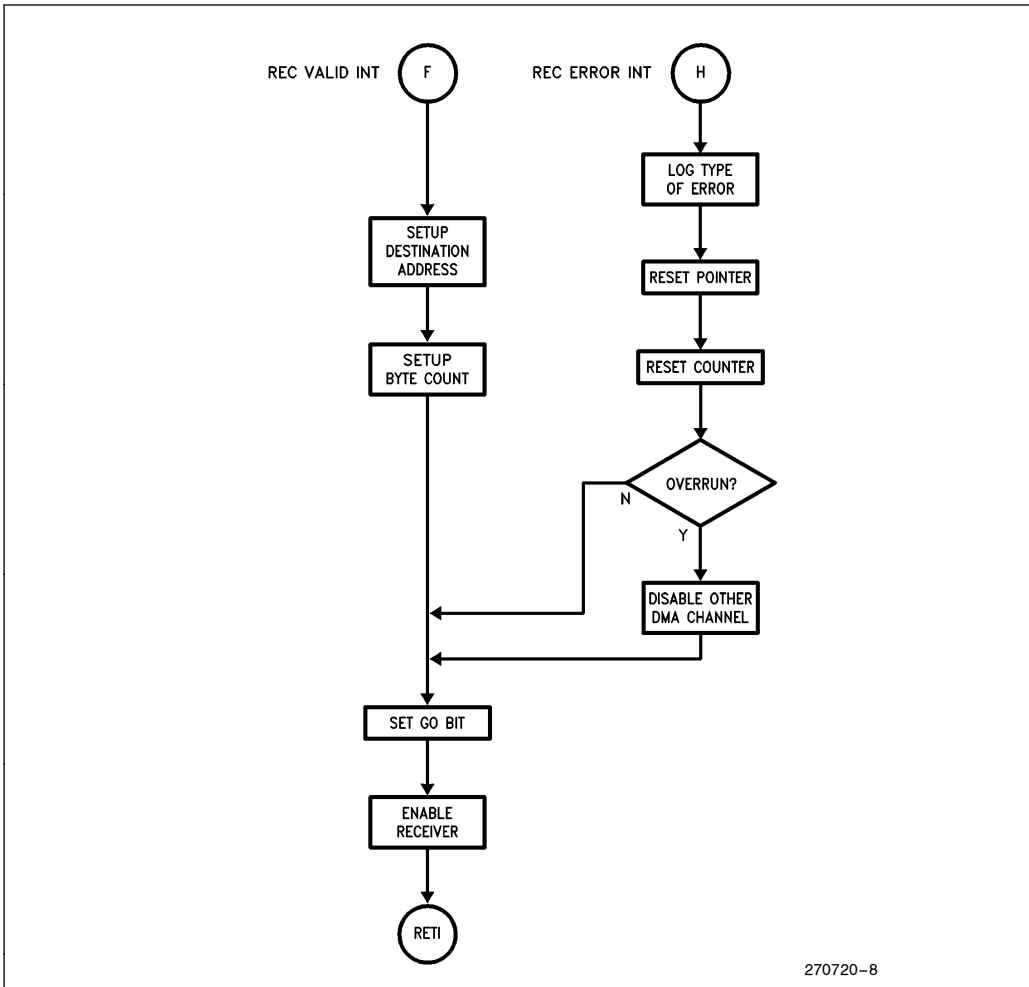 REC VALID INT
F
REC ERROR INT
H
LOG TYPE
OF ERROR
SETUP
DESTINATION
ADDRESS
RESET POINTER
SETUP
BYTE COUNT
RESET COUNTER
OVERRUN?
N
Y
DISABLE OTHER
DMA CHANNEL
SET GO BIT
ENABLE
RECEIVER
RETI
270720–8